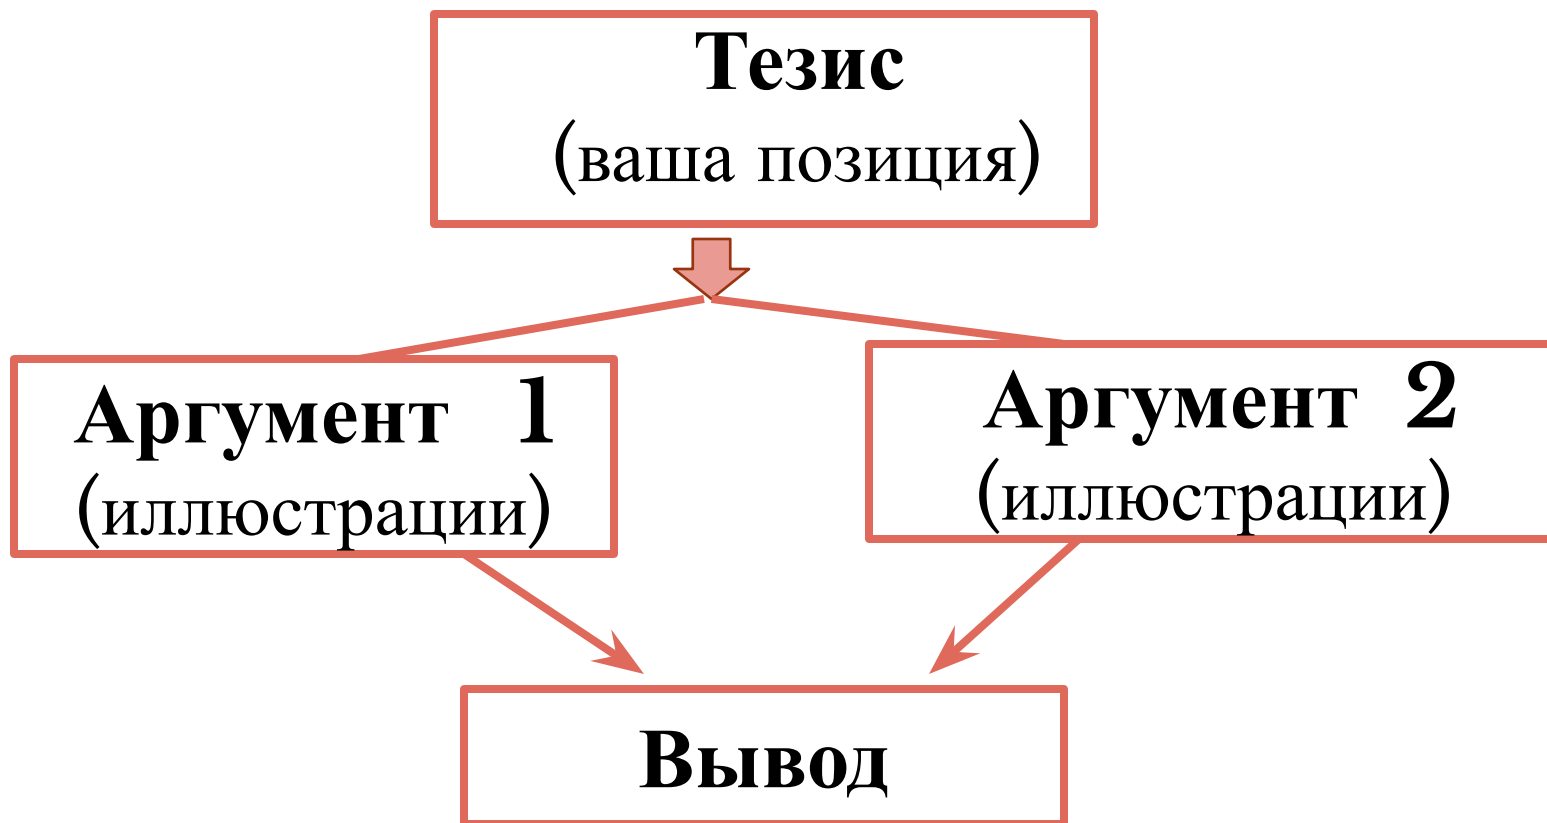 Тезис
(ваша позиция)
Аргумент 1
(иллюстрации)
Аргумент 2
(иллюстрации)
Вывод